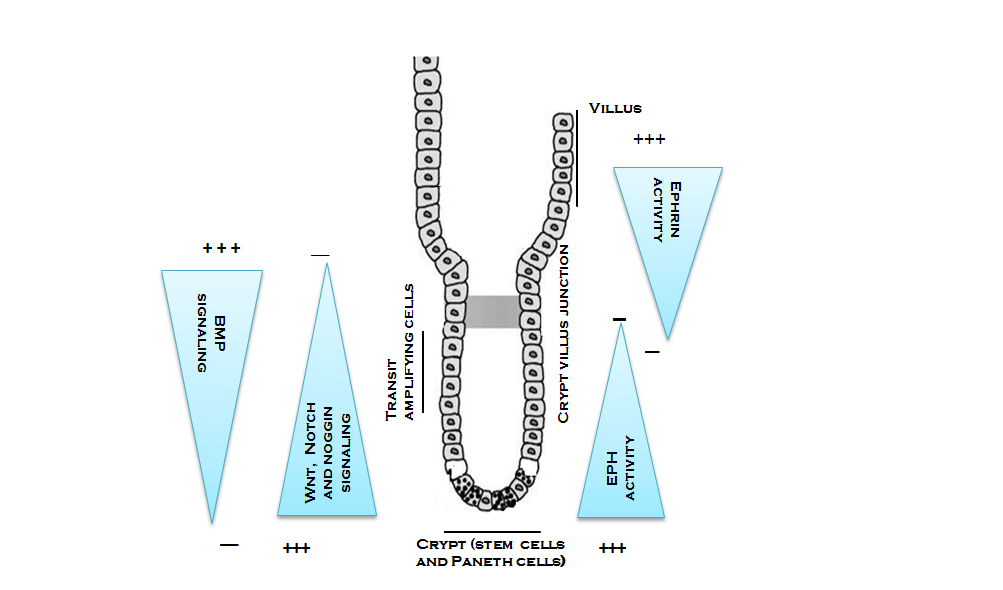 Villus
+++
Ephrin
activity
+++
—
BMP
signaling
Transit
amplifying cells
Crypt villus junction
—
—
Wnt, Notch
and noggin
signaling
EPH
activity
—
+++
Crypt (stem cells
and Paneth cells)
+++